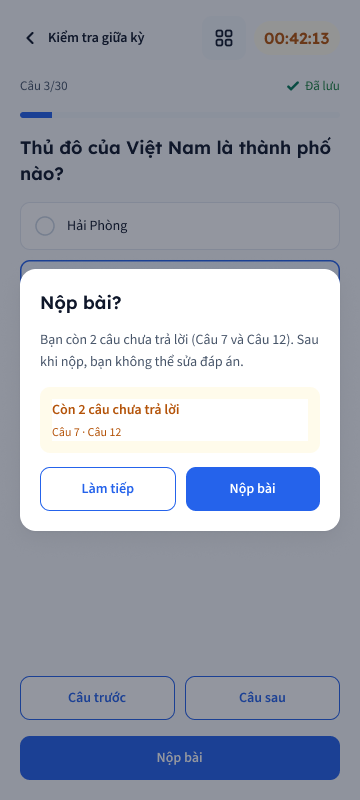 Kiểm tra giữa kỳ
00:42:13
Câu 3/30
Đã lưu
Thủ đô của Việt Nam là thành phố
nào?
Hải Phòng
Nộp bài?
Bạn còn 2 câu chưa trả lời (Câu 7 và Câu 12). Sau
khi nộp, bạn không thể sửa đáp án.
Còn 2 câu chưa trả lời
Câu 7 · Câu 12
Làm tiếp
Nộp bài
Câu trước
Câu sau
Nộp bài